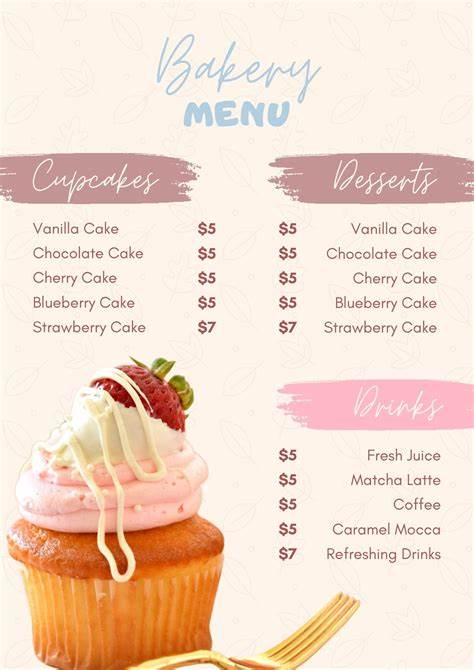 Bakery
MENU
Cupcakes
Vanilla Cake $5
Chocolate Cake $5
Cherry Cake $5
Blueberry Cake $5
Strawberry Cake $7
Desserts
$5 Vanilla Cake
$5 Chocolate Cake
$5 Cherry Cake
$5 Blueberry Cake
$7 Strawberry Cake
Drinks
$5 Fresh Juice
$5 Matcha Latte
$5 Coffee
$5 Caramel Mocca
$7 Refreshing Drinks